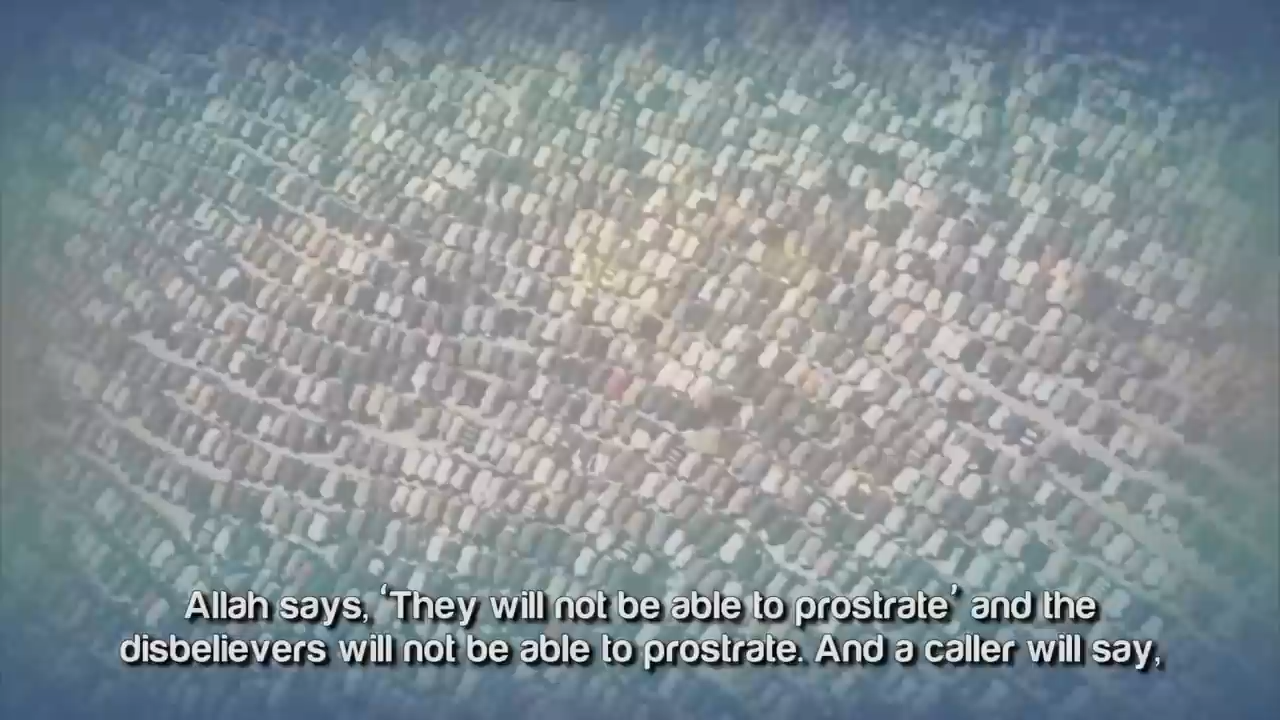 Allah says, ‘They will not be able to prostrate’ and the
disbelievers will not be able to prostrate. And a caller will say,